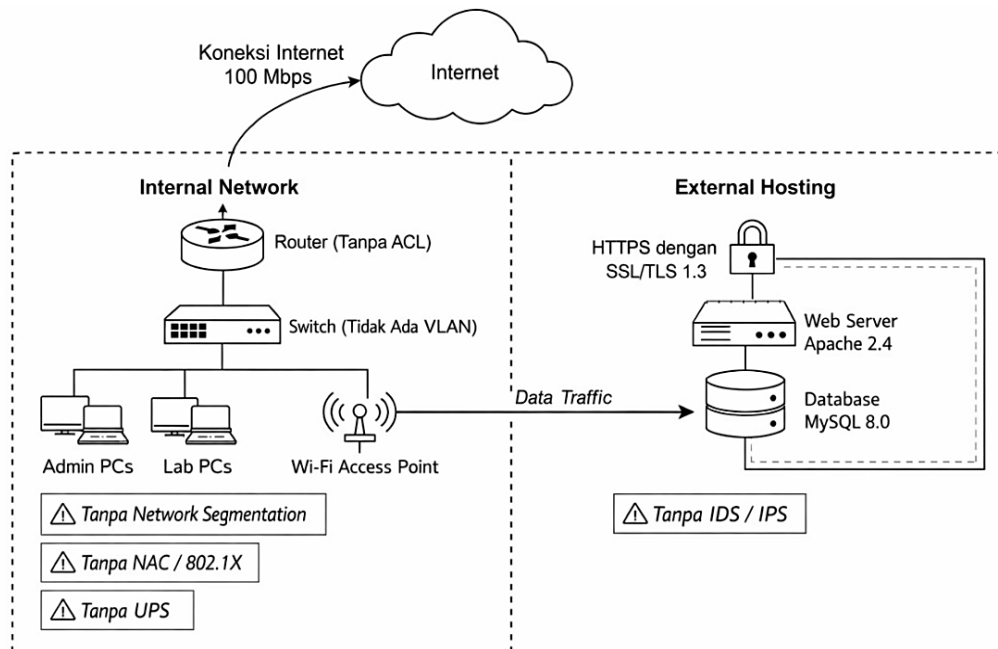 Koneksi Internet
100 Mbps
Internet
Internal Network
External Hosting
Router (Tanpa ACL)
HTTPS dengan
SSL/TLS 1.3
Switch (Tidak Ada VLAN)
Web Server
Apache 2.4
Data Traffic
Database
MySQL 8.0
Admin PCs
Lab PCs
Wi-Fi Access Point
Tanpa Network Segmentation
Tanpa IDS / IPS
Tanpa NAC / 802.1X
Tanpa UPS